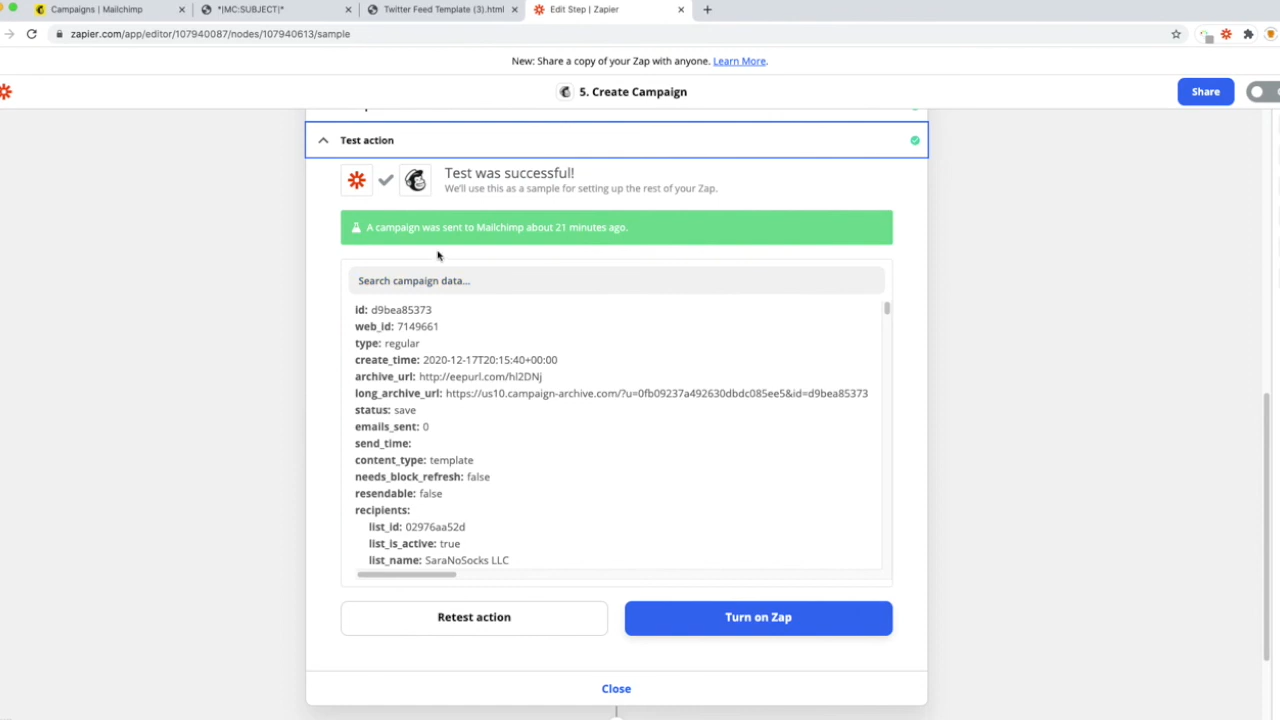 Campaigns | Mailchimp
*|MC:SUBJECT|*
Twitter Feed Template (3).html
Edit Step | Zapier
zapier.com/app/editor/107940087/nodes/107940613/sample
New: Share a copy of your Zap with anyone. Learn More.
5. Create Campaign
Share
Test action
Test was successful!
We'll use this as a sample for setting up the rest of your Zap.
A campaign was sent to Mailchimp about 21 minutes ago.
Search campaign data...
id: d9bea85373
web_id: 7149661
type: regular
create_time: 2020-12-17T20:15:40+00:00
archive_url: http://eepurl.com/hl2DNj
long_archive_url: https://us10.campaign-archive.com/?u=0fb09237a492630dbdc085ee5&id=d9bea85373
status: save
emails_sent: 0
send_time:
content_type: template
needs_block_refresh: false
resendable: false
recipients:
list_id: 02976aa52d
list_is_active: true
list_name: SaraNoSocks LLC
Retest action
Turn on Zap
Close